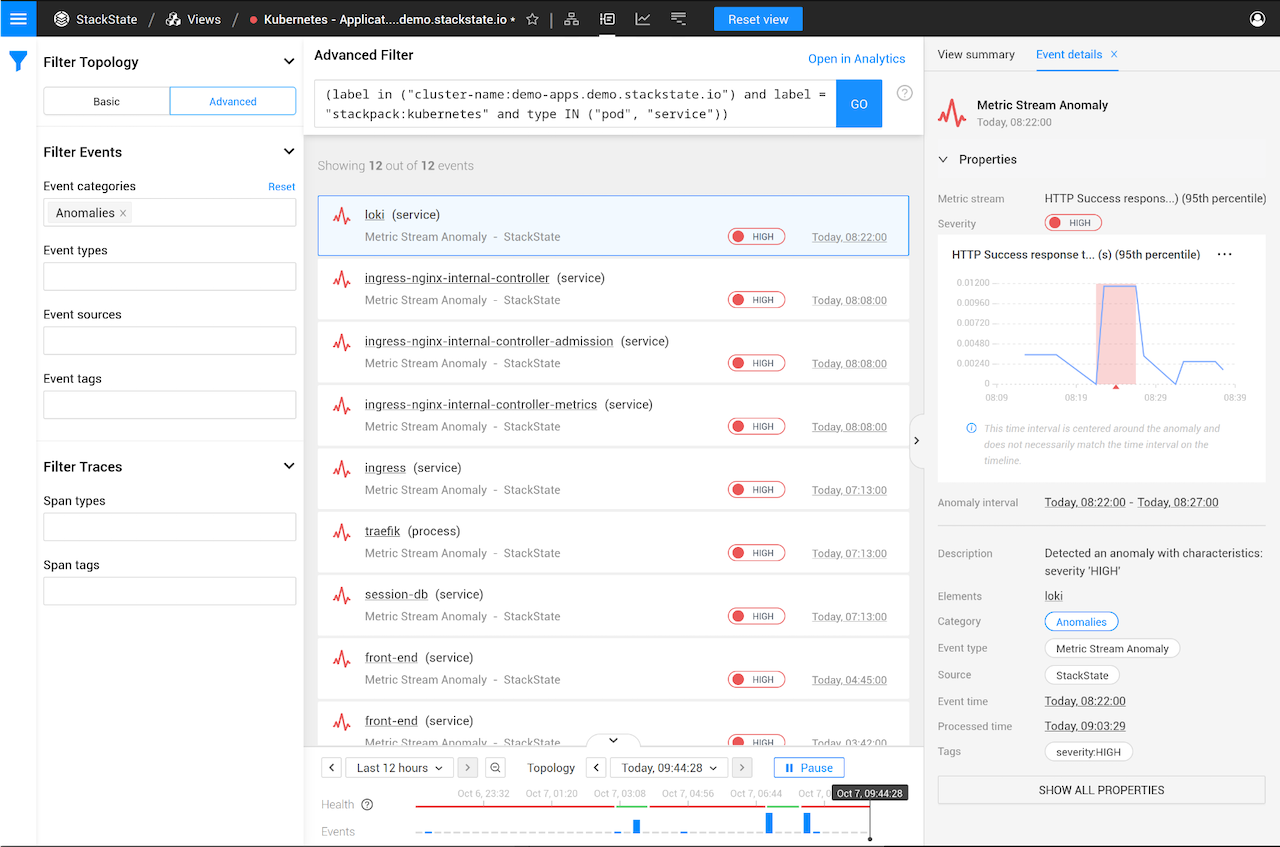 StackState / Views / Kubernetes - Applicat....demo.stackstate.io * Reset view
Filter Topology
Basic Advanced
Filter Events
Event categories Reset
Anomalies ×
Event types
Event sources
Event tags
Filter Traces
Span types
Span tags
Advanced Filter Open in Analytics
(label in ("cluster-name:demo-apps.demo.stackstate.io") and label =
"stackpack:kubernetes" and type IN ("pod", "service"))
GO
?
Showing 12 out of 12 events
loki (service)
Metric Stream Anomaly - StackState HIGH Today, 08:22:00
ingress-nginx-internal-controller (service)
Metric Stream Anomaly - StackState HIGH Today, 08:08:00
ingress-nginx-internal-controller-admission (service)
Metric Stream Anomaly - StackState HIGH Today, 08:08:00
ingress-nginx-internal-controller-metrics (service)
Metric Stream Anomaly - StackState HIGH Today, 08:08:00
ingress (service)
Metric Stream Anomaly - StackState HIGH Today, 07:13:00
traefik (process)
Metric Stream Anomaly - StackState HIGH Today, 07:13:00
session-db (service)
Metric Stream Anomaly - StackState HIGH Today, 07:13:00
front-end (service)
Metric Stream Anomaly - StackState HIGH Today, 04:45:00
front-end (service)
Metric Stream Anomaly - StackState HIGH Today, 03:42:00
Last 12 hours Topology Today, 09:44:28 Pause
Oct 6, 23:32 Oct 7, 01:20 Oct 7, 03:08 Oct 7, 04:56 Oct 7, 06:44 Oct 7, 0 Oct 7, 09:44:28
Health ?
Events
View summary Event details ×
Metric Stream Anomaly
Today, 08:22:00
Properties
Metric stream HTTP Success respons...) (95th percentile)
Severity HIGH
HTTP Success response t... (s) (95th percentile) ...
0.01200
0.00960
0.00720
0.00480
0.00240
0
08:09 08:19 08:29 08:39
This time interval is centered around the anomaly and
does not necessarily match the time interval on the
timeline.
Anomaly interval Today, 08:22:00 - Today, 08:27:00
Description Detected an anomaly with characteristics:
severity 'HIGH'
Elements loki
Category Anomalies
Event type Metric Stream Anomaly
Source StackState
Event time Today, 08:22:00
Processed time Today, 09:03:29
Tags severity:HIGH
SHOW ALL PROPERTIES